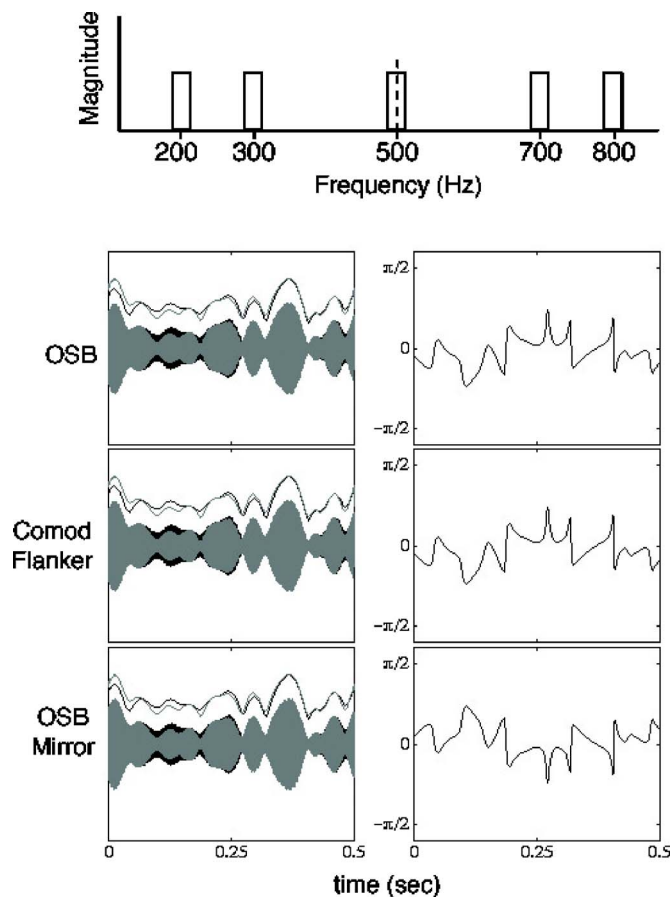 Magnitude
200 300 500 700 800
Frequency (Hz)
OSB
π/2
0
−π/2
Comod
Flanker
π/2
0
−π/2
OSB
Mirror
π/2
0
−π/2
0 0.25 0.5 0 0.25 0.5
time (sec)